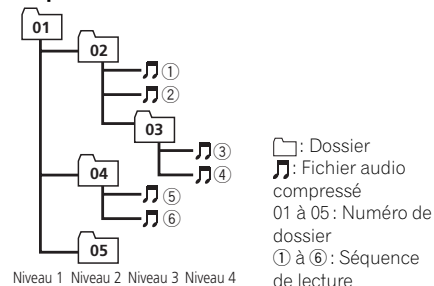 01
02
①
②
03
③
④
04
⑤
⑥
05
Niveau 1 Niveau 2 Niveau 3 Niveau 4
: Dossier
: Fichier audio
compressé
01 à 05 : Numéro de
dossier
① à ⑥ : Séquence
de lecture